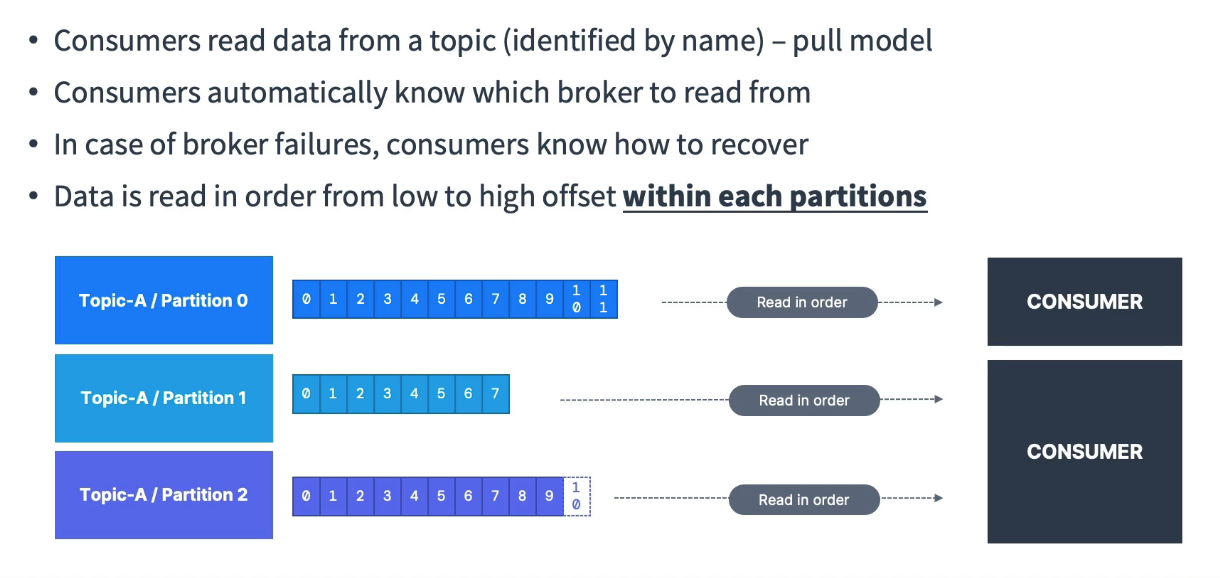 • Consumers read data from a topic (identified by name) – pull model
• Consumers automatically know which broker to read from
• In case of broker failures, consumers know how to recover
• Data is read in order from low to high offset within each partitions
Topic-A / Partition 0
0 1 2 3 4 5 6 7 8 9 10 11
Read in order
CONSUMER
Topic-A / Partition 1
0 1 2 3 4 5 6 7
Read in order
CONSUMER
Topic-A / Partition 2
0 1 2 3 4 5 6 7 8 9 10
Read in order